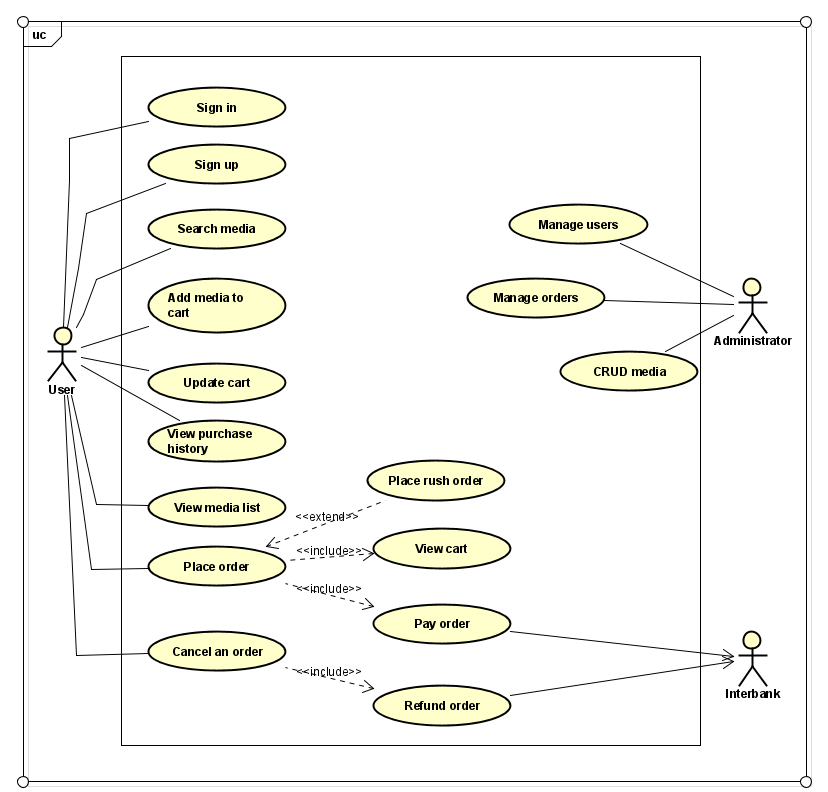 uc
Sign in
Sign up
Search media
Manage users
Add media to
cart
Manage orders
Administrator
User
Update cart
CRUD media
View purchase
history
Place rush order
View media list
<<extend>>
Place order
<<include>>
View cart
<<include>>
Pay order
Cancel an order
<<include>>
Interbank
Refund order